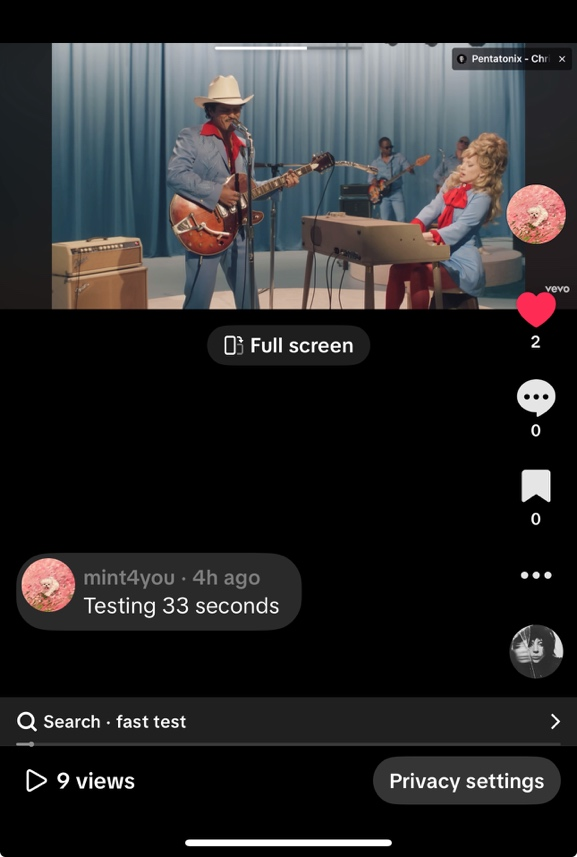 Pentatonix - Chri
vevo
Full screen
2
0
0
mint4you · 4h ago
Testing 33 seconds
Search · fast test
9 views
Privacy settings